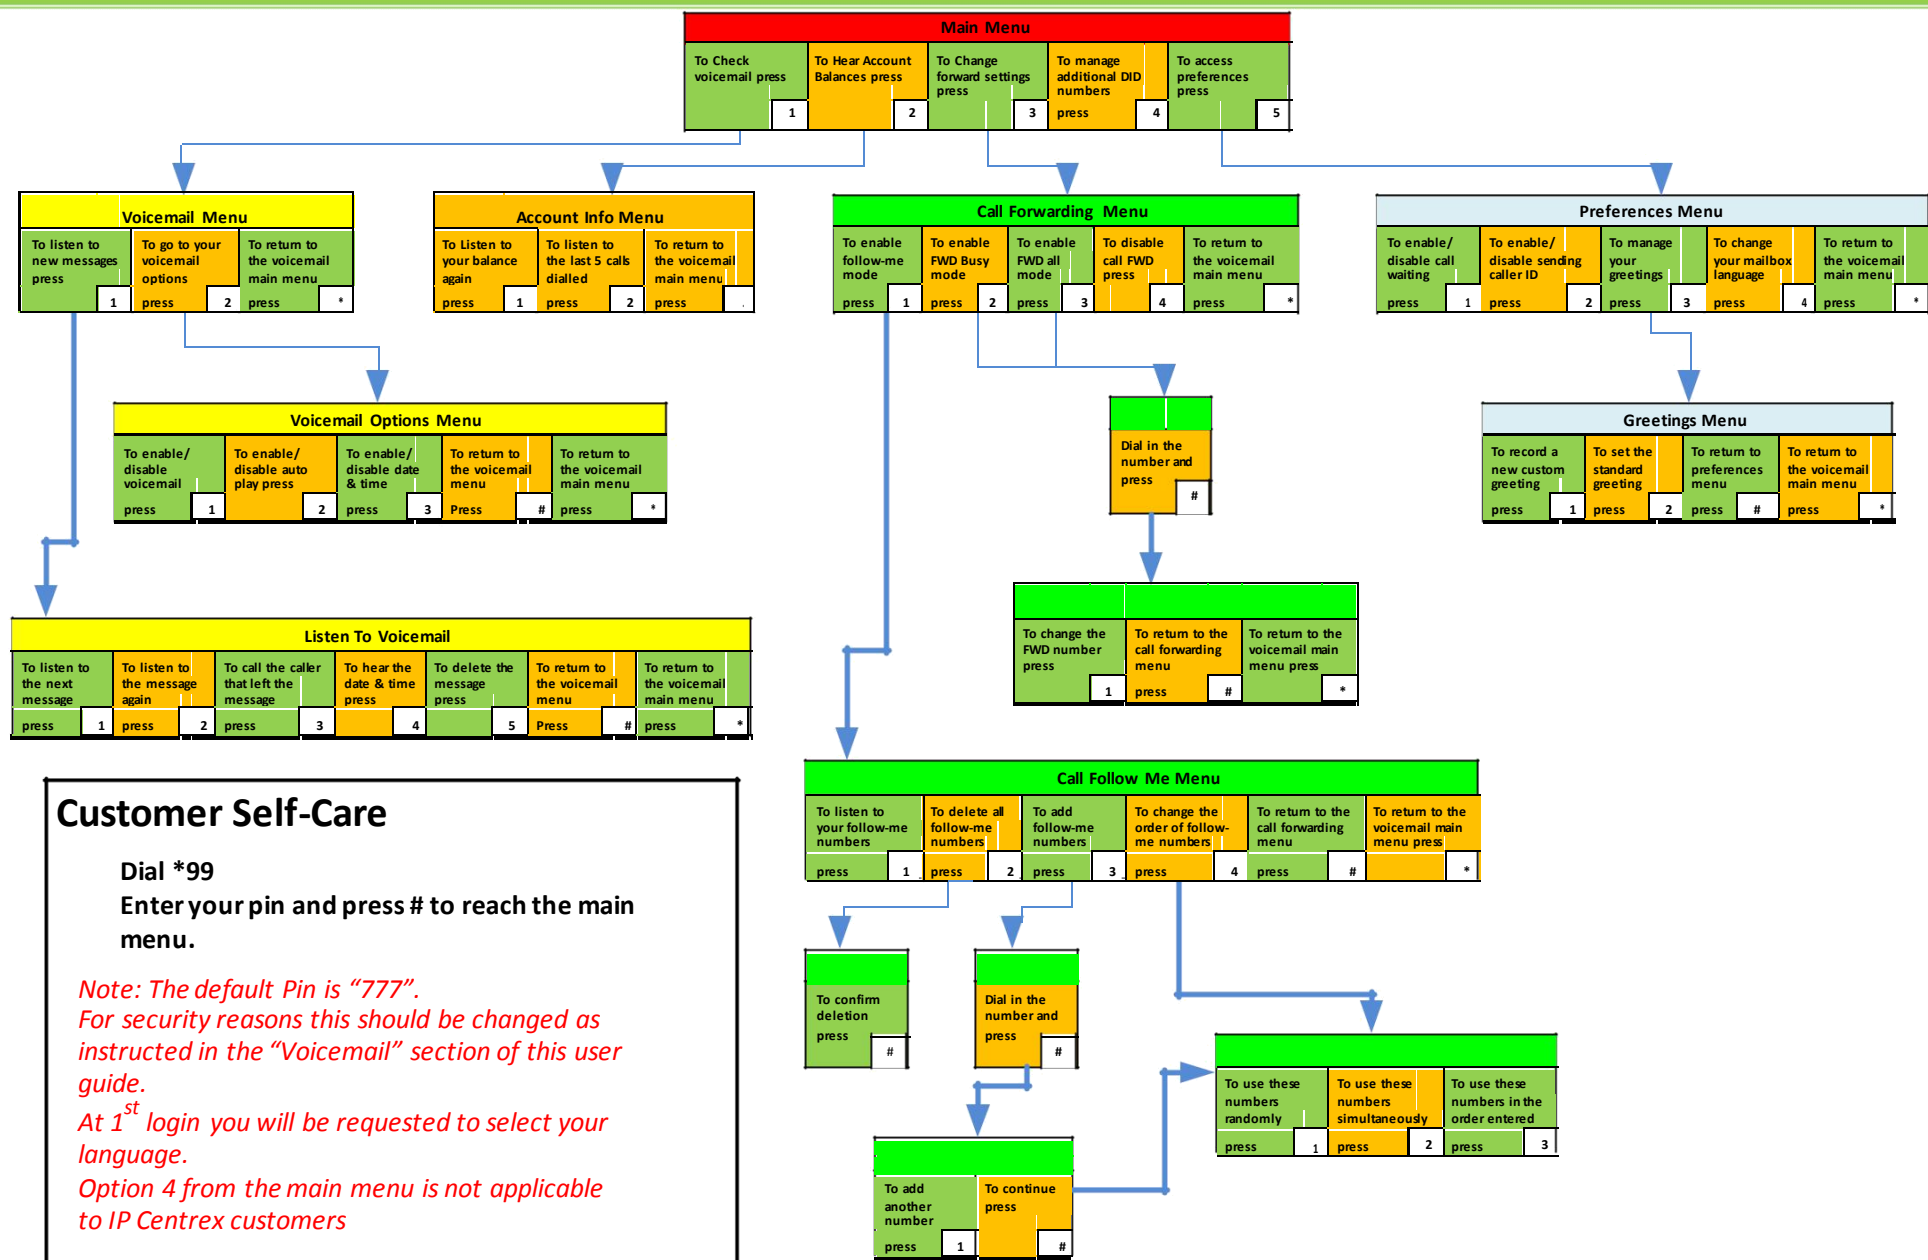 Main Menu
To Check
voicemail press
1
To Hear Account
Balances press
2
To Change
forward settings
press
3
To manage
additional DID
numbers
press
4
To access
preferences
press
5
Voicemail Menu
To listen to
new messages
press
1
To go to your
voicemail
options
press
2
To return to
the voicemail
main menu
press
*
Account Info Menu
To Listen to
your balance
again
press
1
To listen to
the last 5 calls
dialled
press
2
To return to
the voicemail
main menu
press
.
Call Forwarding Menu
To enable
follow-me
mode
press
1
To enable
FWD Busy
mode
press
2
To enable
FWD all
mode
press
3
To disable
call FWD
press
4
To return to
the voicemail
main menu
press
*
Preferences Menu
To enable/
disable call
waiting
press
1
To enable/
disable sending
caller ID
press
2
To manage
your
greetings
press
3
To change
your mailbox
language
press
4
To return to
the voicemail
main menu
press
*
Voicemail Options Menu
To enable/
disable
voicemail
press
1
To enable/
disable auto
play press
2
To enable/
disable date
& time
press
3
To return to
the voicemail
menu
Press
#
To return to
the voicemail
main menu
press
*
Dial in the
number and
press
#
Greetings Menu
To record a
new custom
greeting
press
1
To set the
standard
greeting
press
2
To return to
preferences
menu
press
#
To return to
the voicemail
main menu
press
*
To change the
FWD number
press
1
To return to the
call forwarding
menu
press
#
To return to the
voicemail main
menu press
*
Listen To Voicemail
To listen to
the next
message
press
1
To listen to
the message
again
press
2
To call the caller
that left the
message
press
3
To hear the
date & time
press
4
To delete the
message
press
5
To return to
the voicemail
menu
Press
#
To return to
the voicemail
main menu
press
*
Call Follow Me Menu
To listen to
your follow-me
numbers
press
1
To delete all
follow-me
numbers
press
2
To add
follow-me
numbers
press
3
To change the
order of follow-
me numbers
press
4
To return to the
call forwarding
menu
press
#
To return to the
voicemail main
menu press
*
To confirm
deletion
press
#
Dial in the
number and
press
#
To use these
numbers
randomly
press
1
To use these
numbers
simultaneously
press
2
To use these
numbers in the
order entered
press
3
To add
another
number
press
1
To continue
press
#
Customer Self-Care
Dial *99
Enter your pin and press # to reach the main
menu.
Note: The default Pin is “777”.
For security reasons this should be changed as
instructed in the “Voicemail” section of this user
guide.
At 1st login you will be requested to select your
language.
Option 4 from the main menu is not applicable
to IP Centrex customers